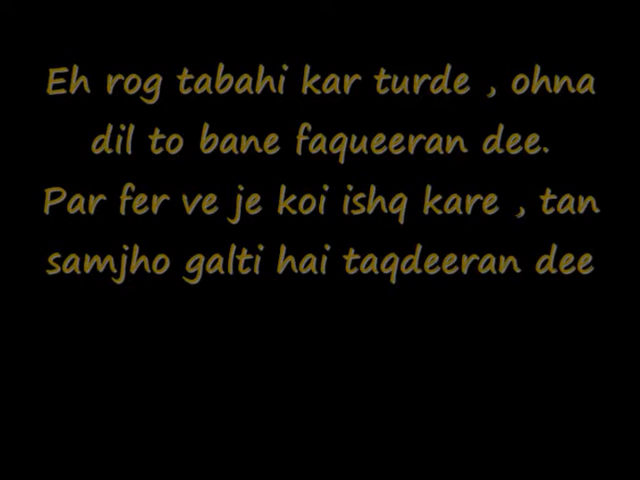 Eh rog tabahi kar turde , ohna
dil to bane faqueeran dee.
Par fer ve je koi ishq kare , tan
samjho galti hai taqdeeran dee